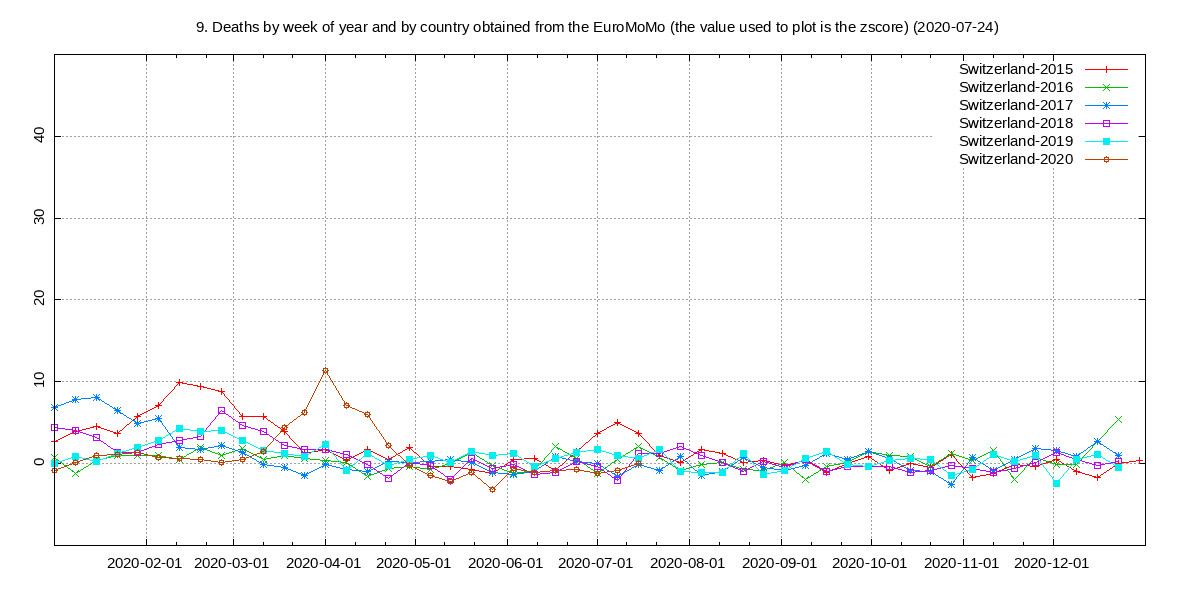 9. Deaths by week of year and by country obtained from the EuroMoMo (the value used to plot is the zscore) (2020-07-24)
Switzerland-2015
Switzerland-2016
Switzerland-2017
Switzerland-2018
Switzerland-2019
Switzerland-2020
40
30
20
10
0
2020-02-01 2020-03-01 2020-04-01 2020-05-01 2020-06-01 2020-07-01 2020-08-01 2020-09-01 2020-10-01 2020-11-01 2020-12-01